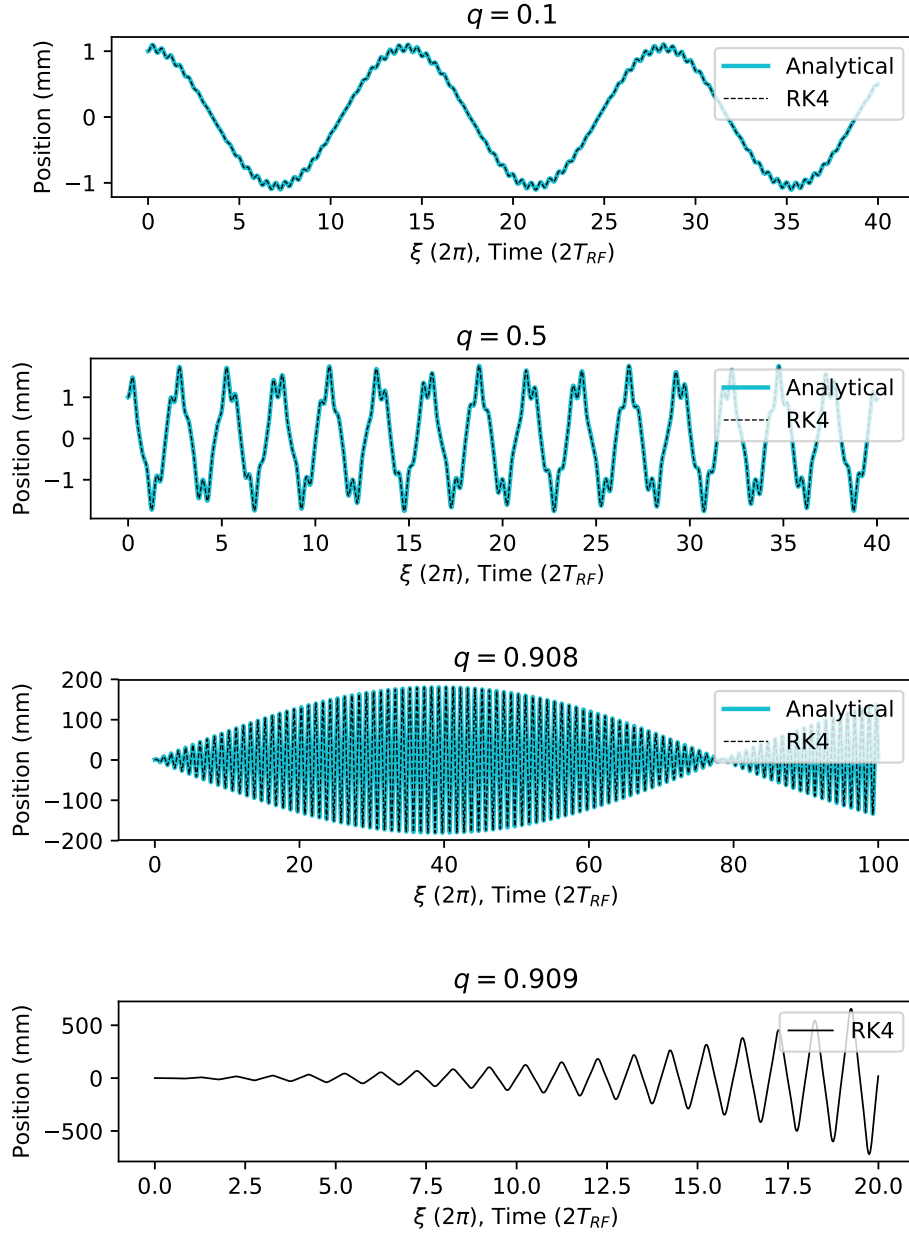 q = 0.1
Position (mm)
1
0
−1
Analytical
RK4
0 5 10 15 20 25 30 35 40
ξ (2π), Time (2T_RF)
q = 0.5
Position (mm)
1
0
−1
Analytical
RK4
0 5 10 15 20 25 30 35 40
ξ (2π), Time (2T_RF)
q = 0.908
Position (mm)
200
100
0
−100
−200
Analytical
RK4
0 20 40 60 80 100
ξ (2π), Time (2T_RF)
q = 0.909
Position (mm)
500
0
−500
RK4
0.0 2.5 5.0 7.5 10.0 12.5 15.0 17.5 20.0
ξ (2π), Time (2T_RF)